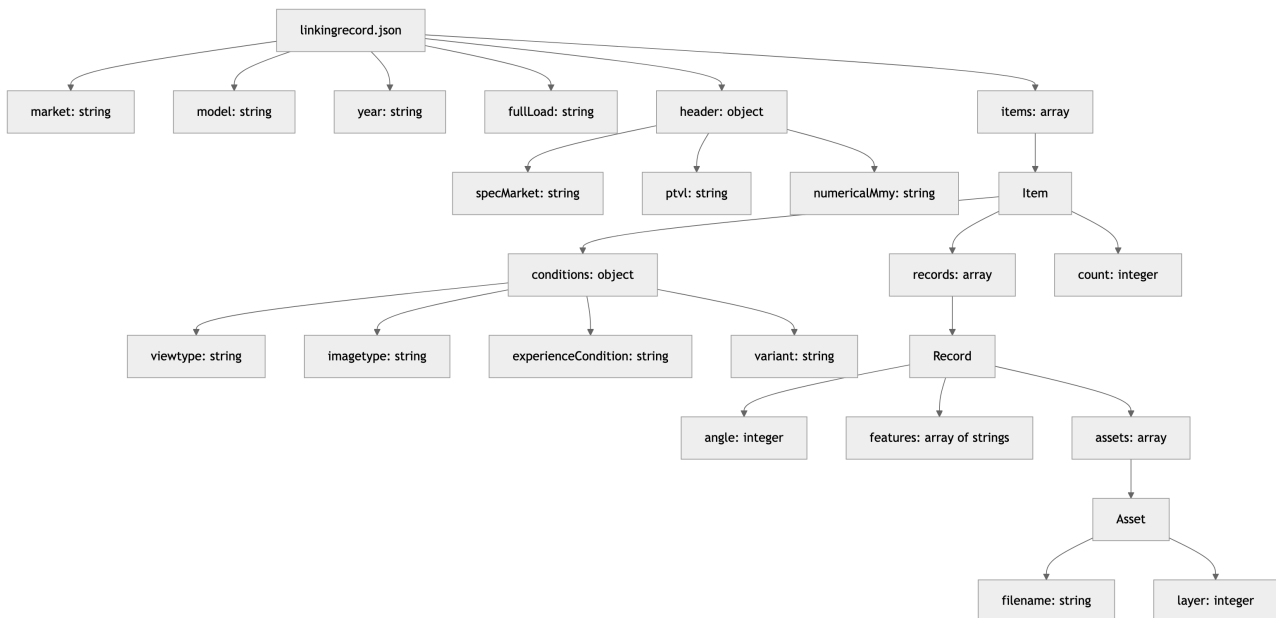 linkingrecord.json
market: string
model: string
year: string
fullLoad: string
header: object
items: array
specMarket: string
ptvl: string
numericalMmy: string
Item
conditions: object
records: array
count: integer
viewtype: string
imagetype: string
experienceCondition: string
variant: string
Record
angle: integer
features: array of strings
assets: array
Asset
filename: string
layer: integer